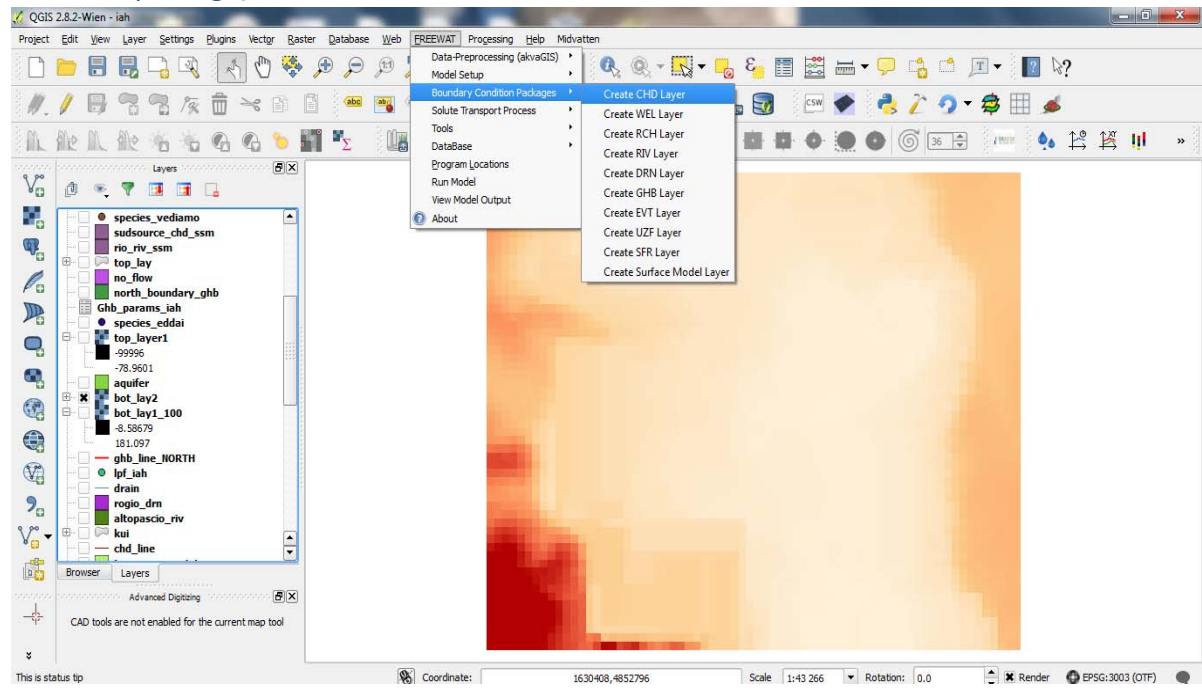 QGIS 2.8.2-Wien - iah
Project Edit View Layer Settings Plugins Vector Raster Database Web FREEWAT Processing Help Midvatten
Data-Preprocessing (akvaGIS)
Model Setup
Boundary Condition Packages
Solute Transport Process
Tools
DataBase
Program Locations
Run Model
View Model Output
About
Create CHD Layer
Create WEL Layer
Create RCH Layer
Create RIV Layer
Create DRN Layer
Create GHB Layer
Create EVT Layer
Create UZF Layer
Create SFR Layer
Create Surface Model Layer
abc
CSW
36
Layers
species_vediamo
sudsource_chd_ssm
rio_riv_ssm
top_lay
no_flow
north_boundary_ghb
Ghb_params_iah
species_eddai
top_layer1
-99996
-78.9601
aquifer
bot_lay2
bot_lay1_100
-8.58679
181.097
ghb_line_NORTH
lpf_iah
drain
rogio_drn
altopascio_riv
kui
chd_line
Browser Layers
Advanced Digitizing
CAD tools are not enabled for the current map tool
This is status tip
Coordinate: 1630408,4852796 Scale 1:43 266 Rotation: 0.0 Render EPSG:3003 (OTF)